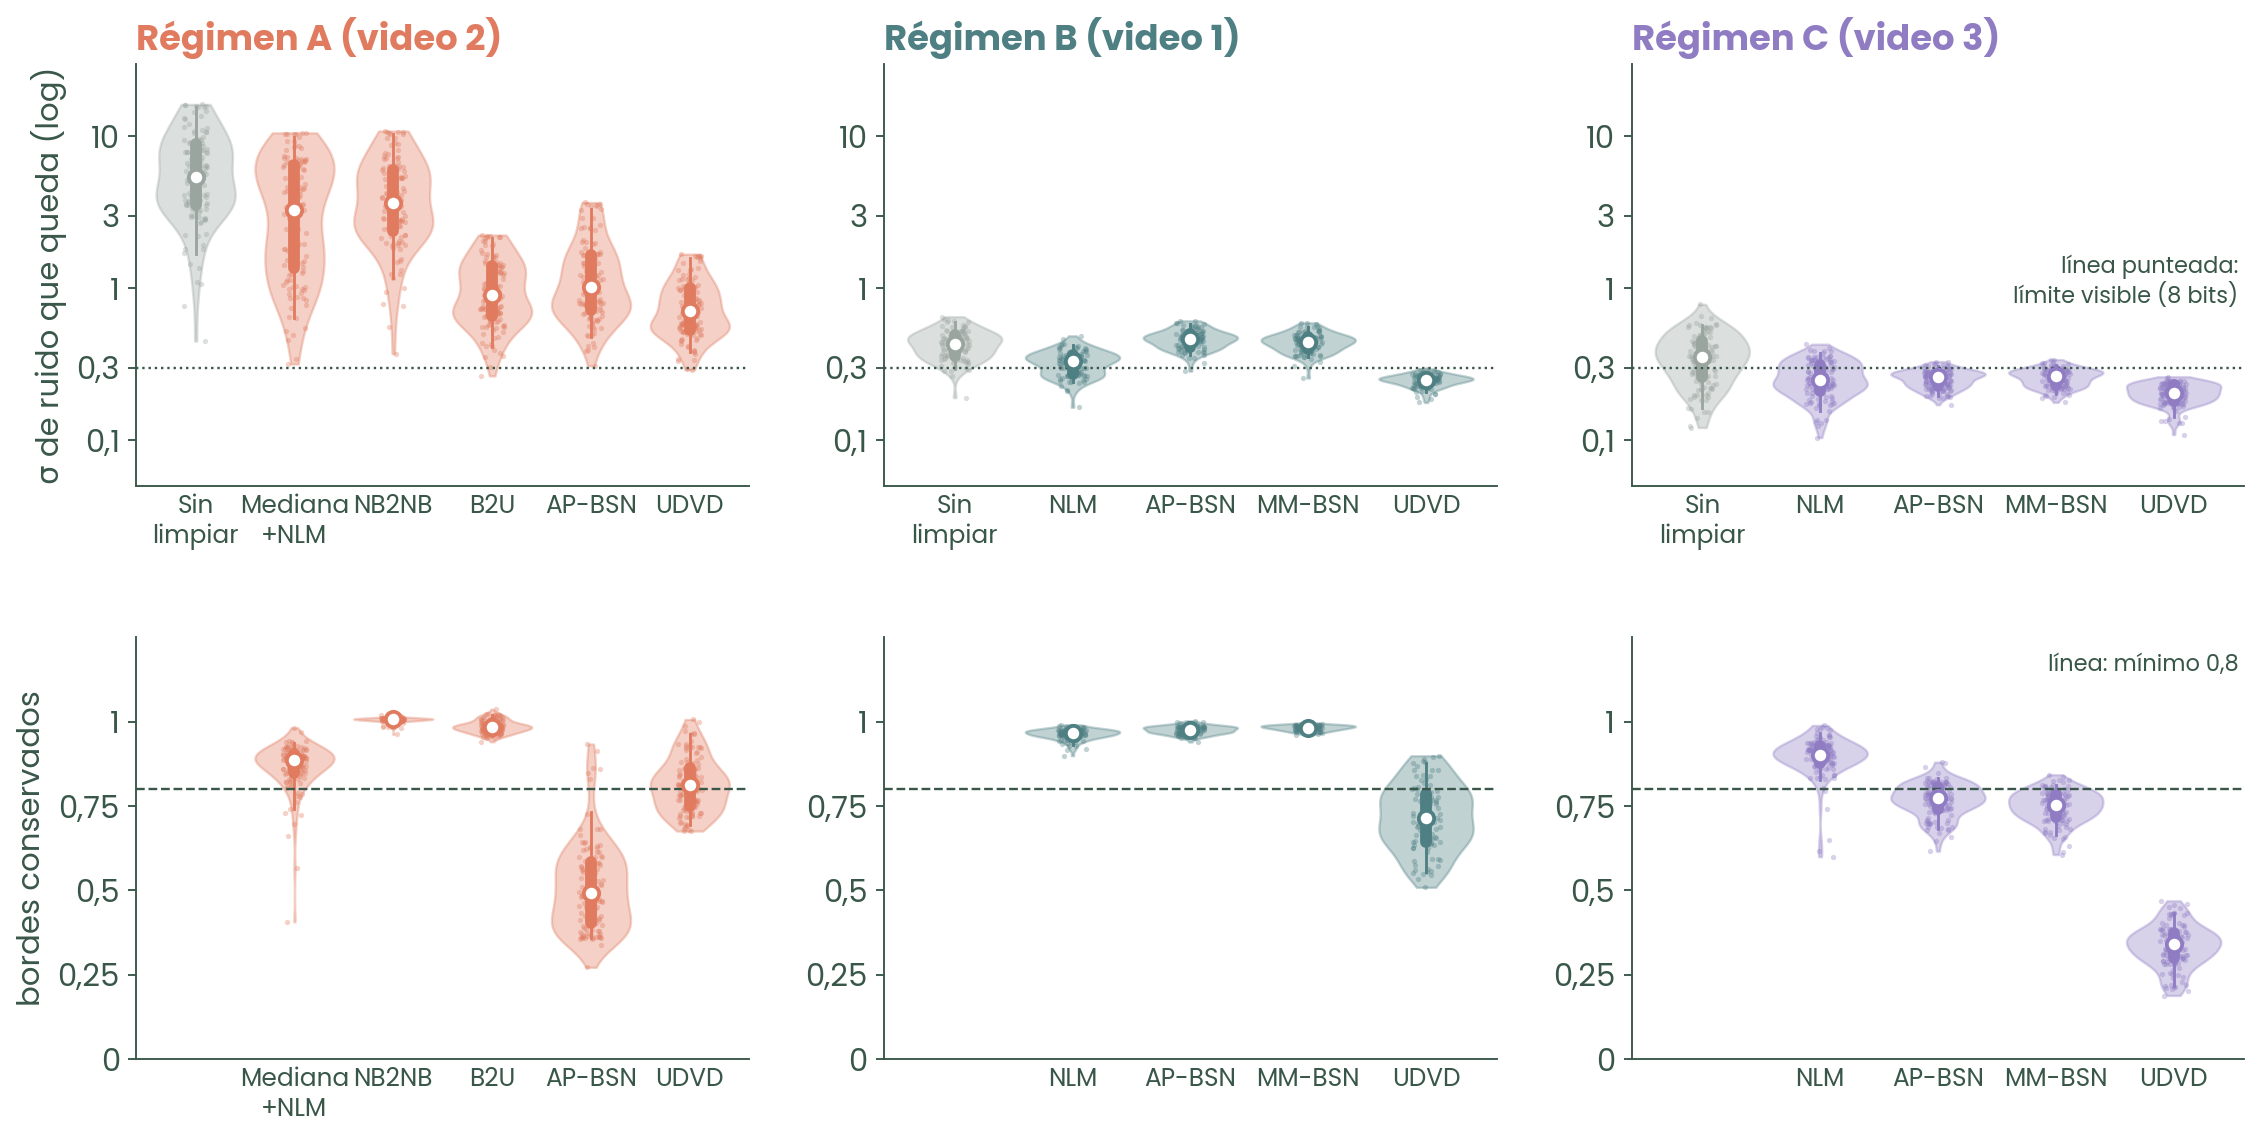 Régimen A (video 2)
σ de ruido que queda (log)
10
3
1
0,3
0,1
Sin limpiar
Mediana +NLM
NB2NB
B2U
AP-BSN
UDVD
Régimen B (video 1)
10
3
1
0,3
0,1
Sin limpiar
NLM
AP-BSN
MM-BSN
UDVD
Régimen C (video 3)
10
3
1
0,3
0,1
línea punteada:
límite visible (8 bits)
Sin limpiar
NLM
AP-BSN
MM-BSN
UDVD
bordes conservados
1
0,75
0,5
0,25
0
Mediana +NLM
NB2NB
B2U
AP-BSN
UDVD
1
0,75
0,5
0,25
0
NLM
AP-BSN
MM-BSN
UDVD
línea: mínimo 0,8
1
0,75
0,5
0,25
0
NLM
AP-BSN
MM-BSN
UDVD